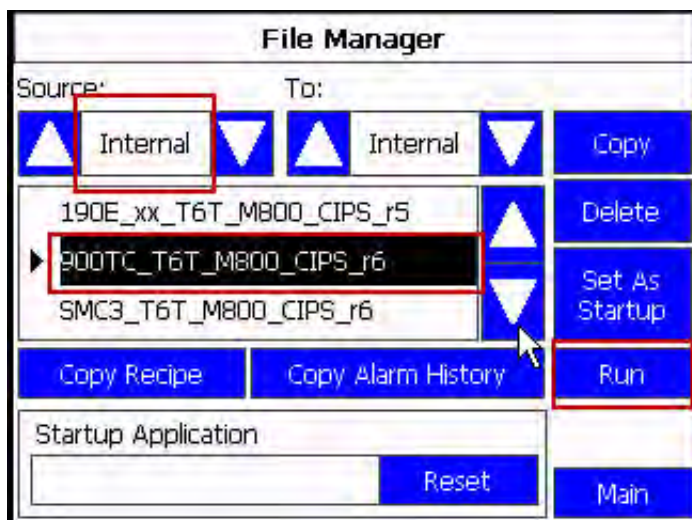 File Manager
Source:
To:
Internal
Internal
Copy
190E_xx_T6T_M800_CIPS_r5
900TC_T6T_M800_CIPS_r6
SMC3_T6T_M800_CIPS_r6
Delete
Set As
Startup
Copy Recipe
Copy Alarm History
Run
Startup Application
Reset
Main